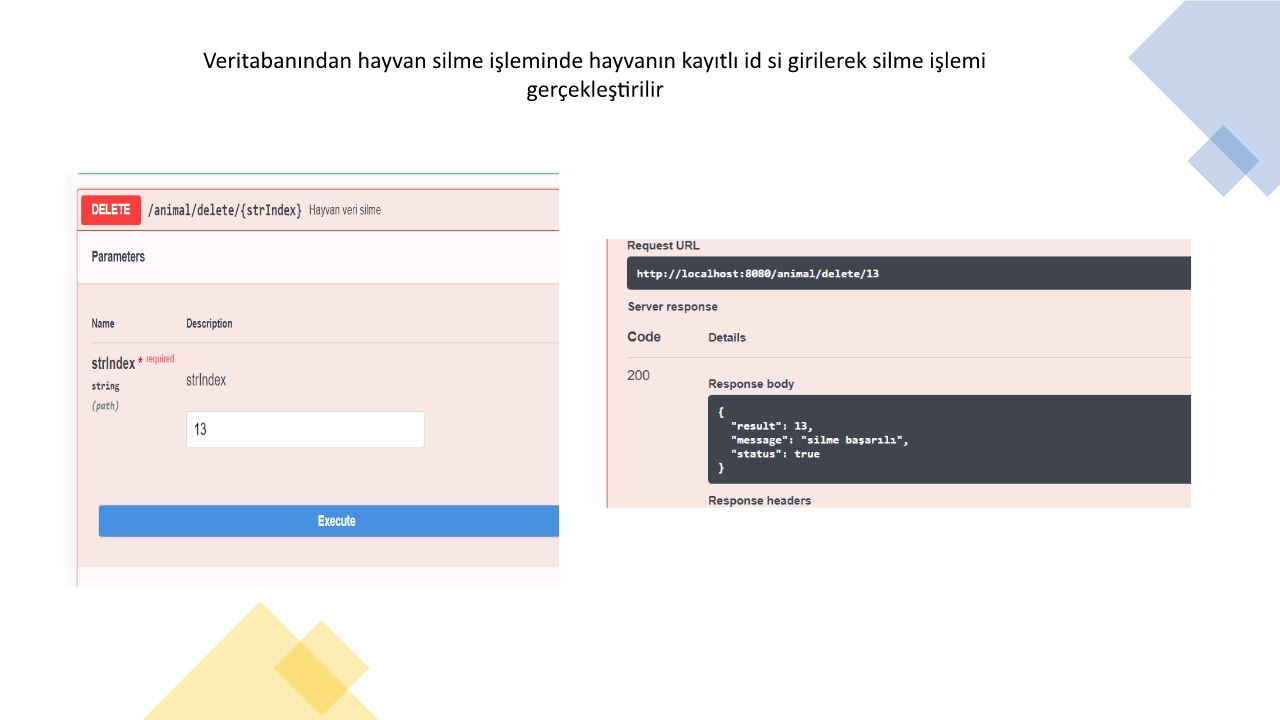 Veritabanından hayvan silme işleminde hayvanın kayıtlı id si girilerek silme işlemi
gerçekleştirilir
DELETE /animal/delete/{strIndex} Hayvan veri silme
Parameters
Name Description
strIndex * required
string
(path)
strIndex
13
Execute
Request URL
http://localhost:8080/animal/delete/13
Server response
Code Details
200
Response body
{
"result": 13,
"message": "silme başarılı",
"status": true
}
Response headers